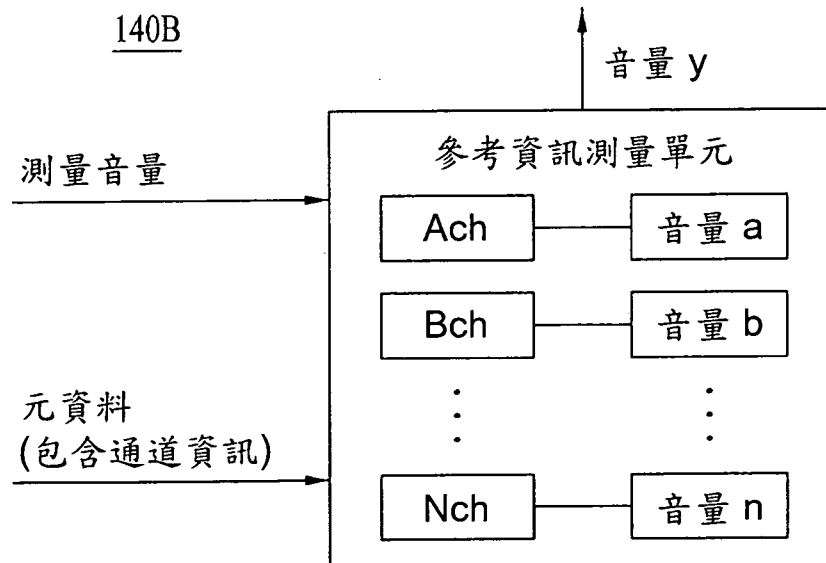 140B
音量 y
測量音量
參考資訊測量單元
Ach
音量 a
Bch
音量 b
元資料
(包含通道資訊)
Nch
音量 n